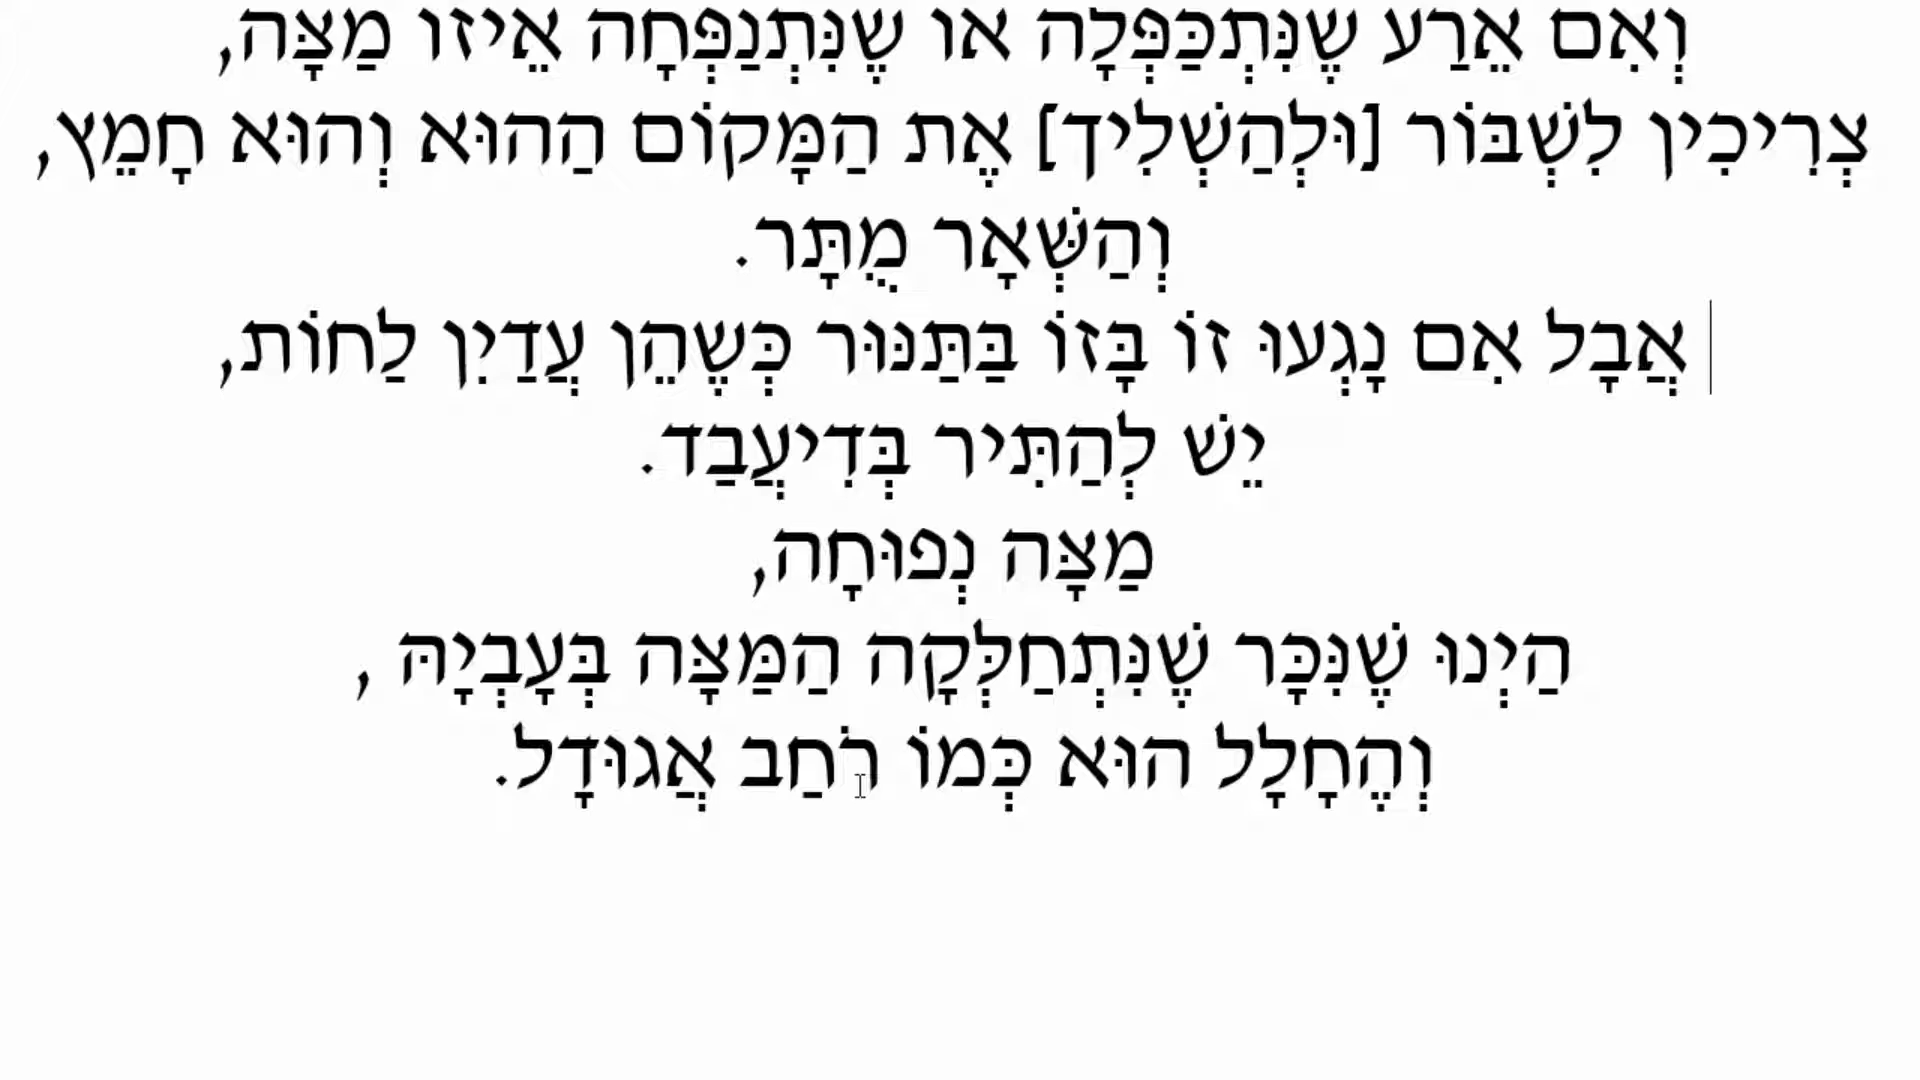 וְאִם אֵרַע שֶׁנִּתְכַּפְּלָה או שֶׁנִּתְנַפְּחָה אֵיזו מַצָּה,
צְרִיכִין לִשְׁבּוֹר [וּלְהַשְׁלִיך] אֶת הַמָּקוֹם הַהוּא וְהוּא חָמֵץ,
וְהַשְּׁאָר מֻתָּר.
אֲבָל אִם נָגְעוּ זוֹ בָּזוֹ בַּתַּנּוּר כְּשֶׁהֵן עֲדַיִן לַחוֹת,
יֵשׁ לְהַתִּיר בְּדִיעֲבַד.
מַצָּה נְפוּחָה,
הַיְנוּ שֶׁנִּכָּר שֶׁנִּתְחַלְּקָה הַמַּצָּה בְּעָבְיָהּ ,
וְהֶחָלָל הוּא כְּמוֹ רֹחַב אֲגוּדָל.